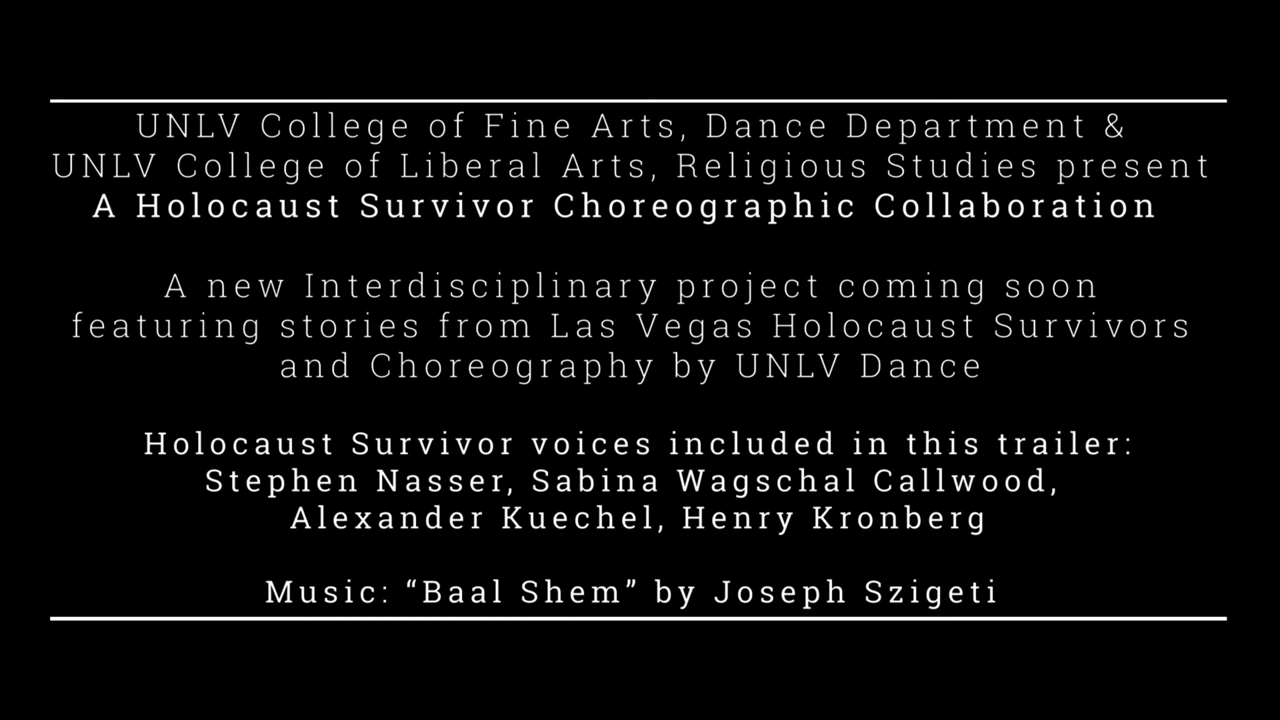 UNLV College of Fine Arts, Dance Department &
UNLV College of Liberal Arts, Religious Studies present
A Holocaust Survivor Choreographic Collaboration
A new Interdisciplinary project coming soon
featuring stories from Las Vegas Holocaust Survivors
and Choreography by UNLV Dance
Holocaust Survivor voices included in this trailer:
Stephen Nasser, Sabina Wagschal Callwood,
Alexander Kuechel, Henry Kronberg
Music: “Baal Shem” by Joseph Szigeti